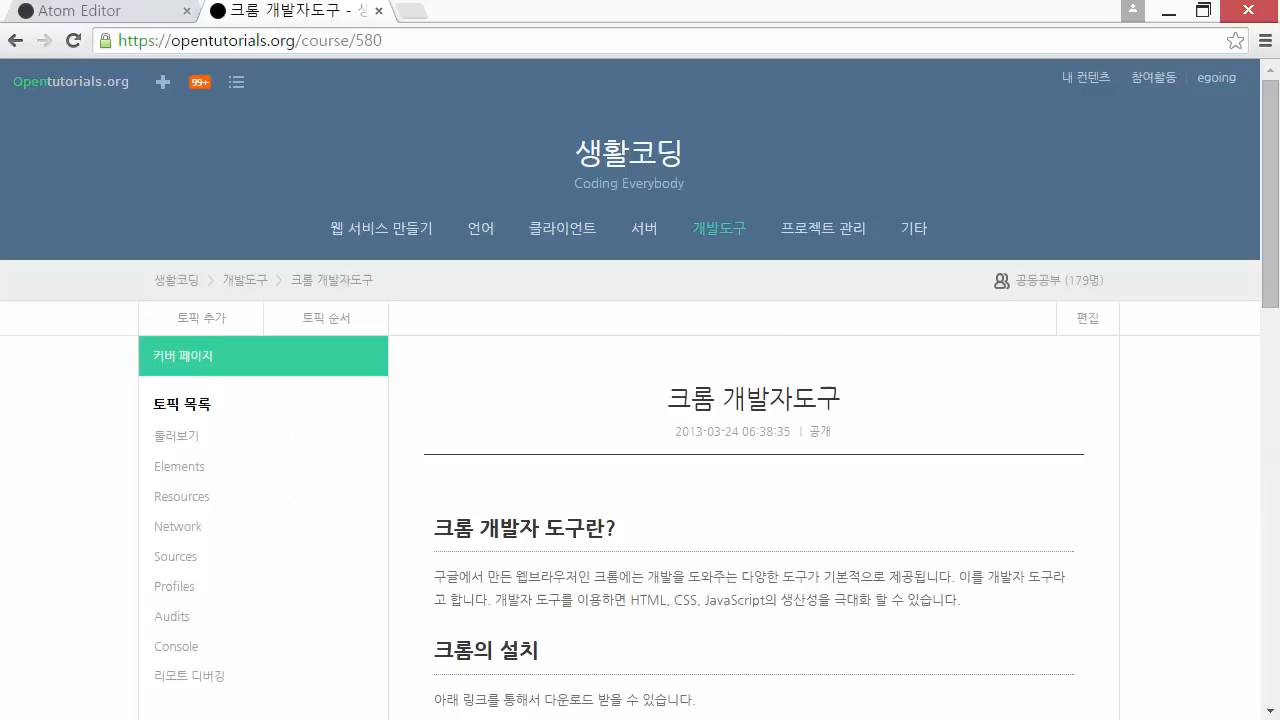 Atom Editor
크롬 개발자도구 -
https://opentutorials.org/course/580
Opentutorials.org
99+
내 컨텐츠
참여활동
egoing
생활코딩
Coding Everybody
웹 서비스 만들기 언어 클라이언트 서버 개발도구 프로젝트 관리 기타
생활코딩 개발도구 크롬 개발자도구
공동공부 (179명)
토픽 추가 토픽 순서
편집
커버 페이지
토픽 목록
둘러보기
Elements
Resources
Network
Sources
Profiles
Audits
Console
리모트 디버깅
크롬 개발자도구
2013-03-24 06:38:35 | 공개
크롬 개발자 도구란?
구글에서 만든 웹브라우저인 크롬에는 개발을 도와주는 다양한 도구가 기본적으로 제공됩니다. 이를 개발자 도구라
고 합니다. 개발자 도구를 이용하면 HTML, CSS, JavaScript의 생산성을 극대화 할 수 있습니다.
크롬의 설치
아래 링크를 통해서 다운로드 받을 수 있습니다.